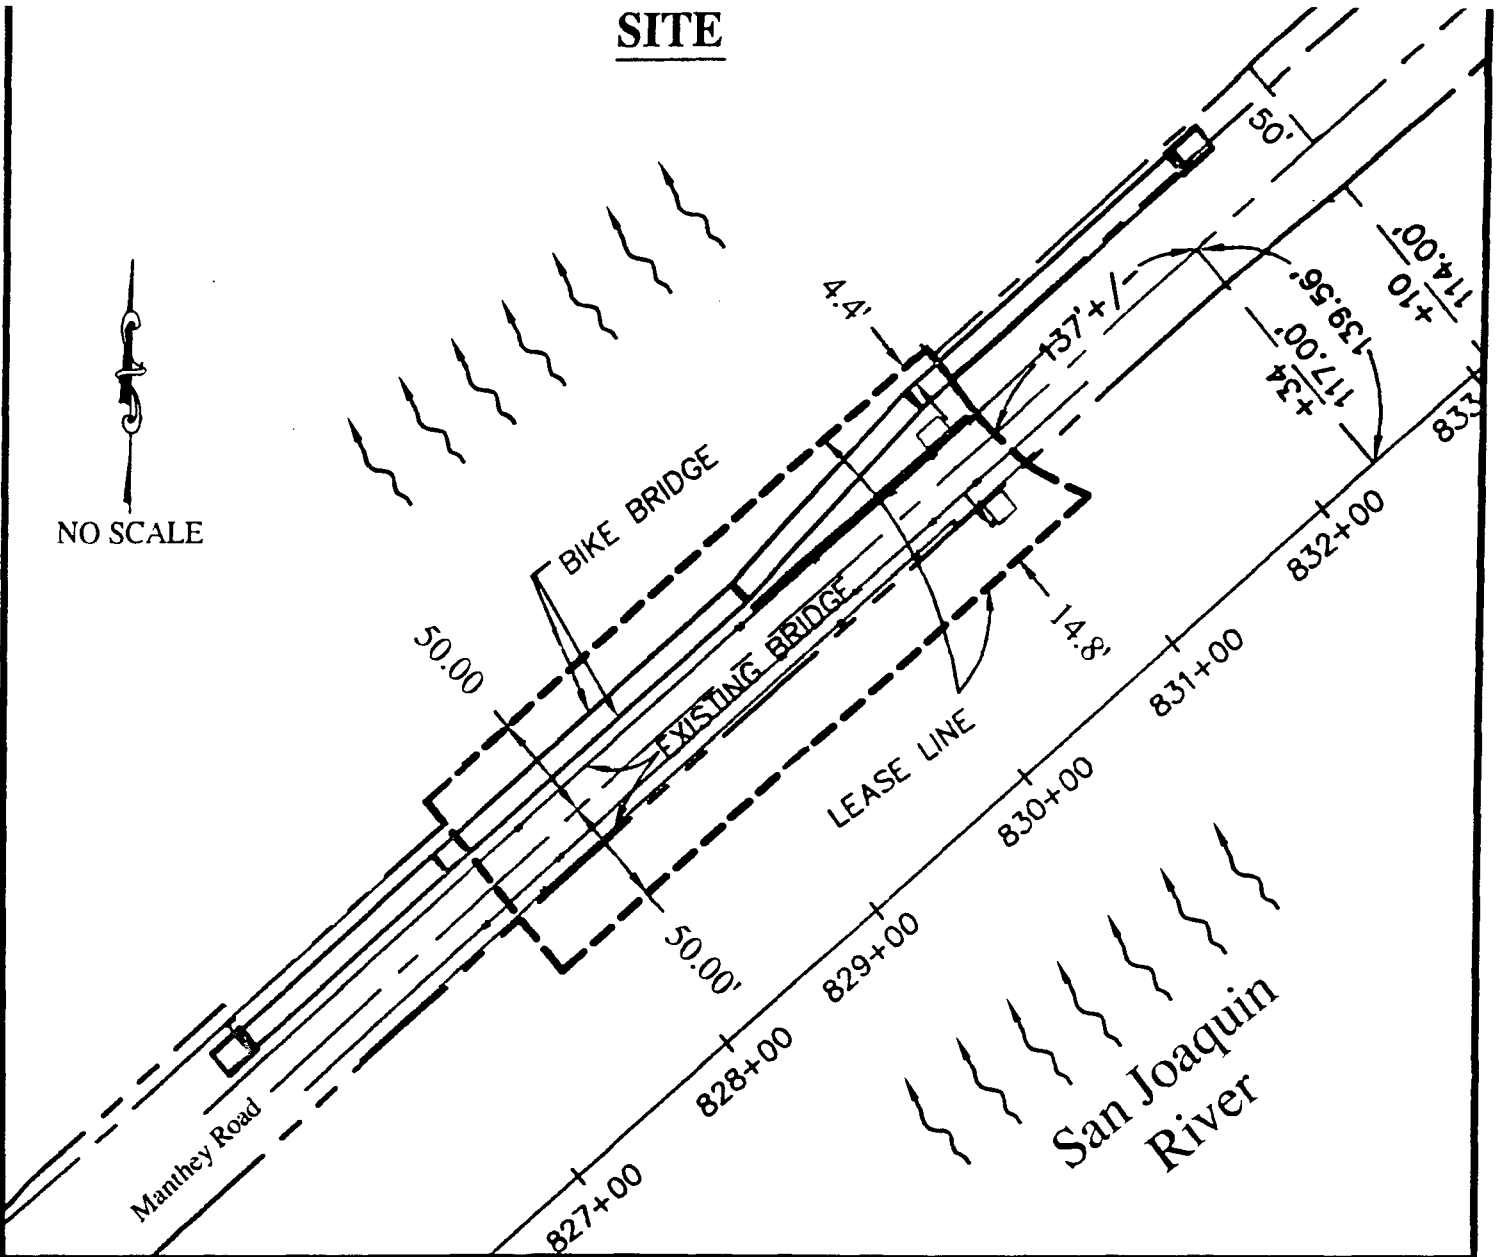 SITE
50'
+10
114.00'
139.56'
+34
117.00'
137'+/-
4.4'
NO SCALE
BIKE BRIDGE
EXISTING BRIDGE
50.00
14.8'
LEASE LINE
50.00'
833
832+00
831+00
830+00
829+00
828+00
827+00
Manthey Road
San Joaquin
River